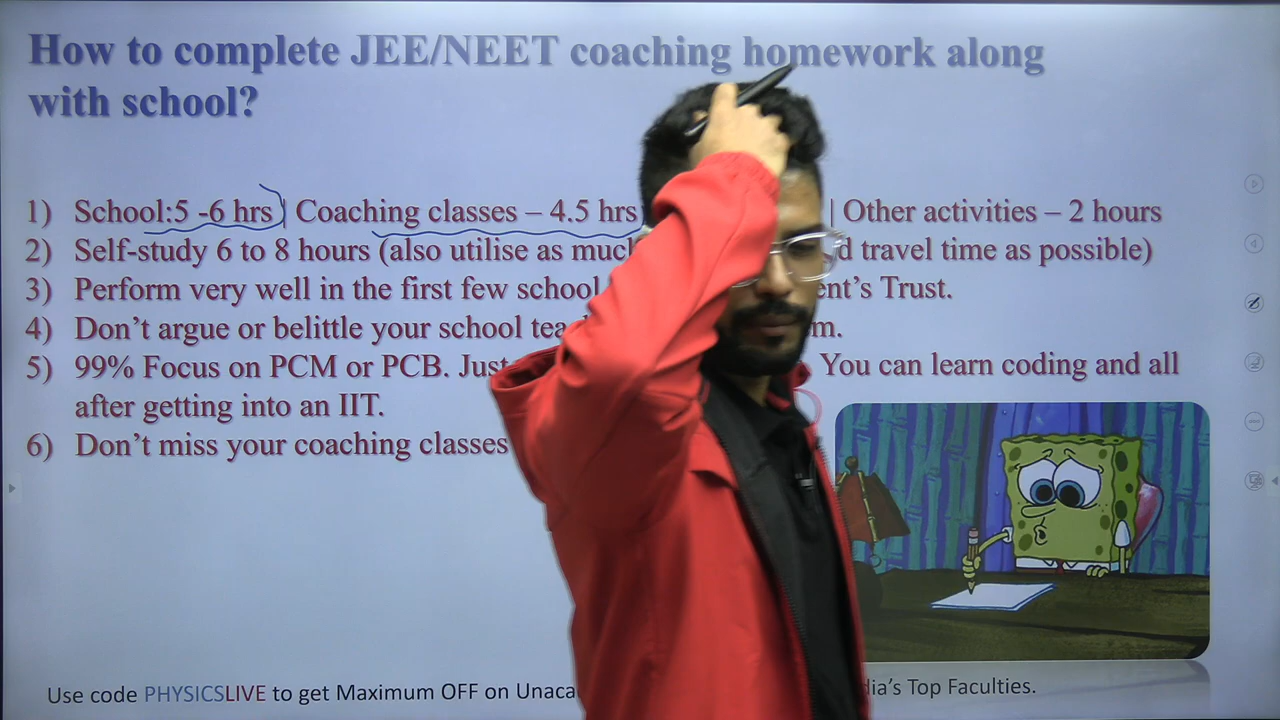 How to complete JEE/NEET coaching homework along
with school?
1) School:5 -6 hrs | Coaching classes – 4.5 hrs | Other activities – 2 hours
2) Self-study 6 to 8 hours (also utilise as much travel time as possible)
3) Perform very well in the first few school Trust.
4) Don't argue or belittle your school
5) 99% Focus on PCM or PCB. Just You can learn coding and all
after getting into an IIT.
6) Don't miss your coaching classes
Use code PHYSICSLIVE to get Maximum OFF on Top Faculties.